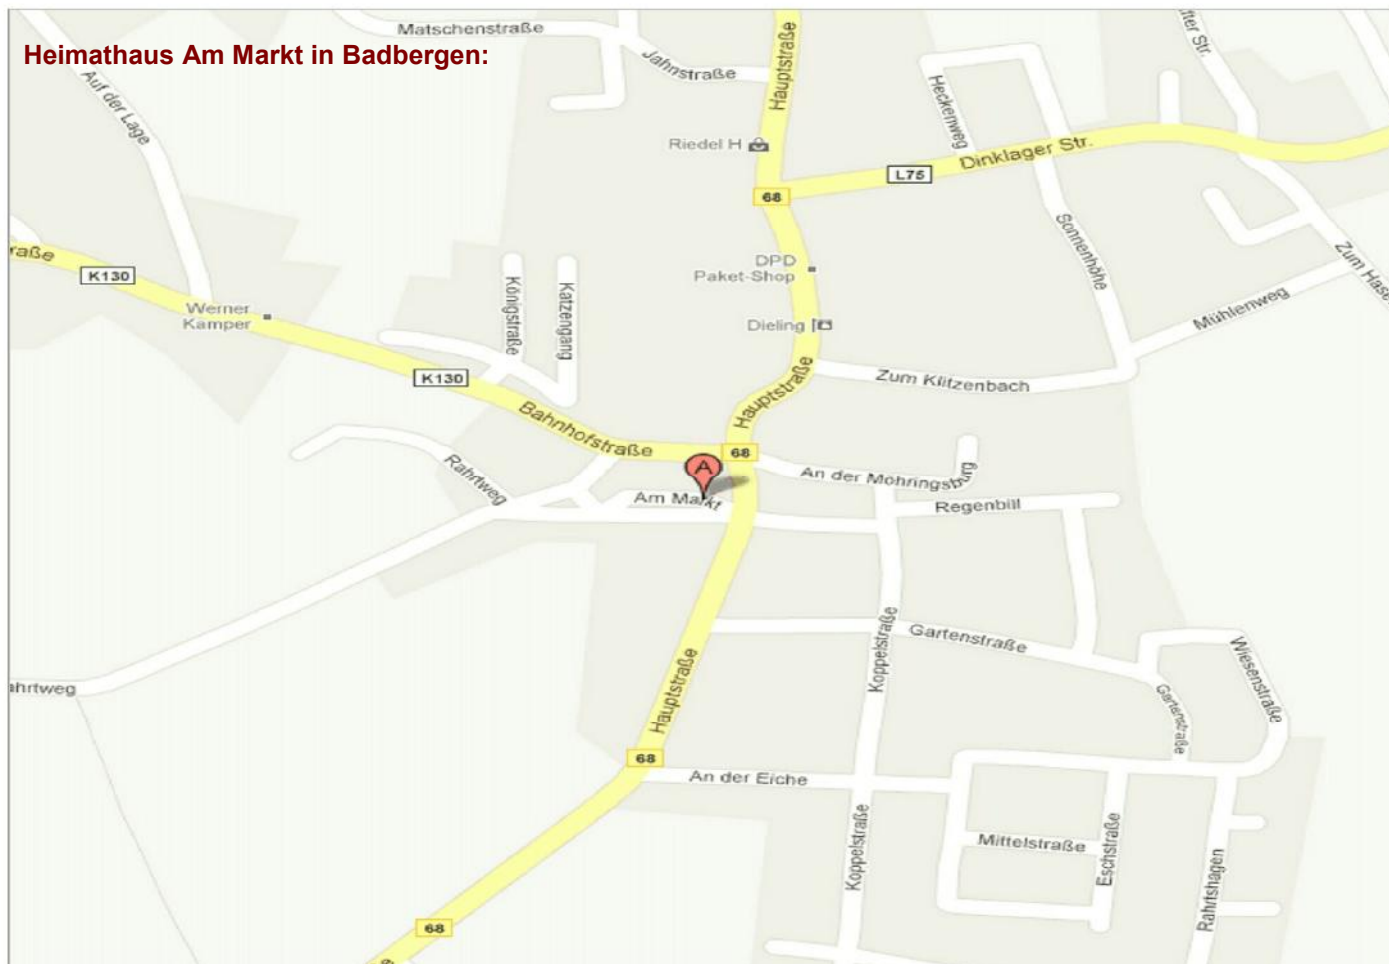 Heimathaus Am Markt in Badbergen:
Matschenstraße
Jahnstraße
Auf der Lage
Hauptstraße
Riedel H
Heckenweg
Dinklager Str.
L75
68
Sonnenhöhe
Zum Hase
Mühlenweg
raße
K130
Werner
Kamper
DPD
Paket-Shop
Dieling
Königstraße
Katzengang
K130
Zum Klitzenbach
Hauptstraße
Bahnhofstraße
68
A
Rahrtweg
Am Markt
An der Mohringsburg
Regenbill
Koppelstraße
Gartenstraße
Wiesenstraße
Gartenstraße
ahrtweg
Hauptstraße
68
An der Eiche
Koppelstraße
Mittelstraße
Eschstraße
Rahrtshagen
68